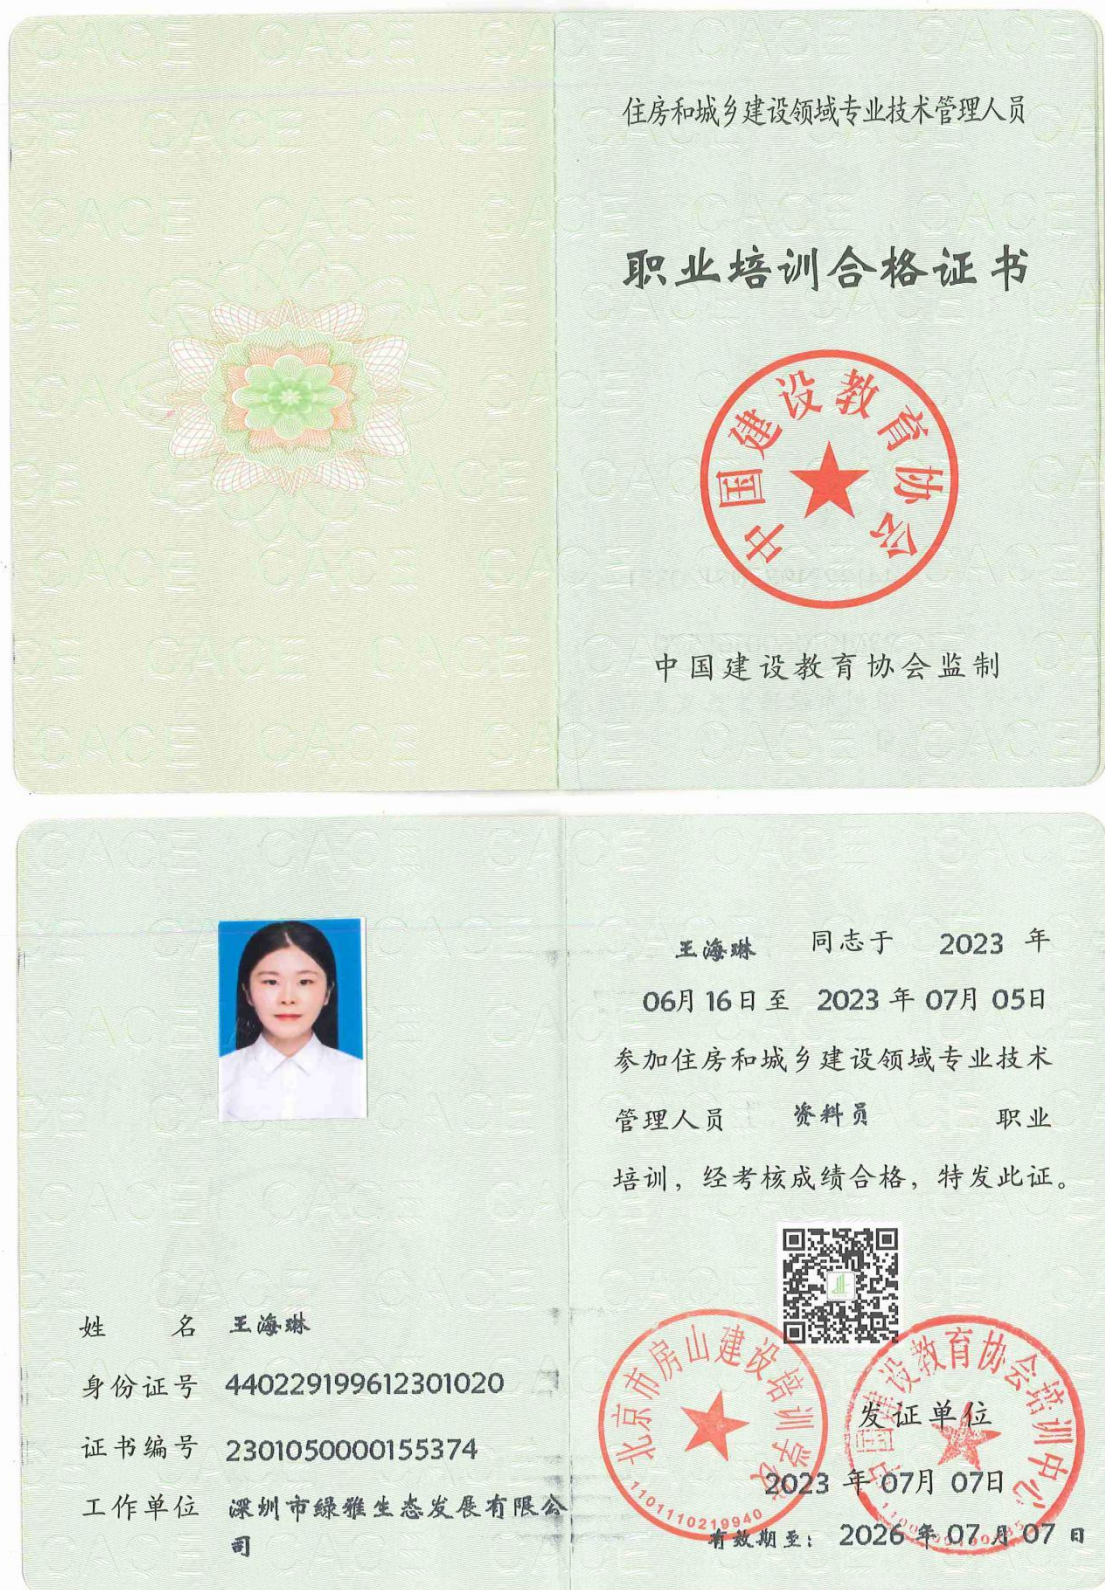 住房和城乡建设领域专业技术管理人员
职业培训合格证书
中国建设教育协会
中国建设教育协会监制
王海琳 同志于 2023 年
06月 16 日 至 2023 年 07月 05日
参加住房和城乡建设领域专业技术
管理人员 资料员 职业
培训，经考核成绩合格，特发此证。
姓 名 王海琳
身份证号 440229199612301020
证书编号 2301050000155374
工作单位 深圳市绿雅生态发展有限公
司
北京市房山建设培训学校
1101110219940
中国建设教育协会培训中心
发证单位
2023 年 07月 07日
有效期至： 2026 年 07 月 07 日
CACE